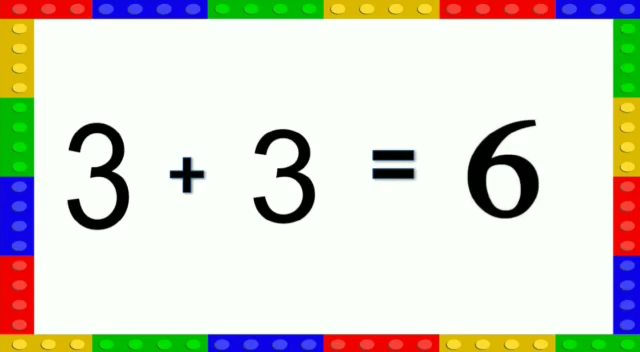 3 + 3 = 6